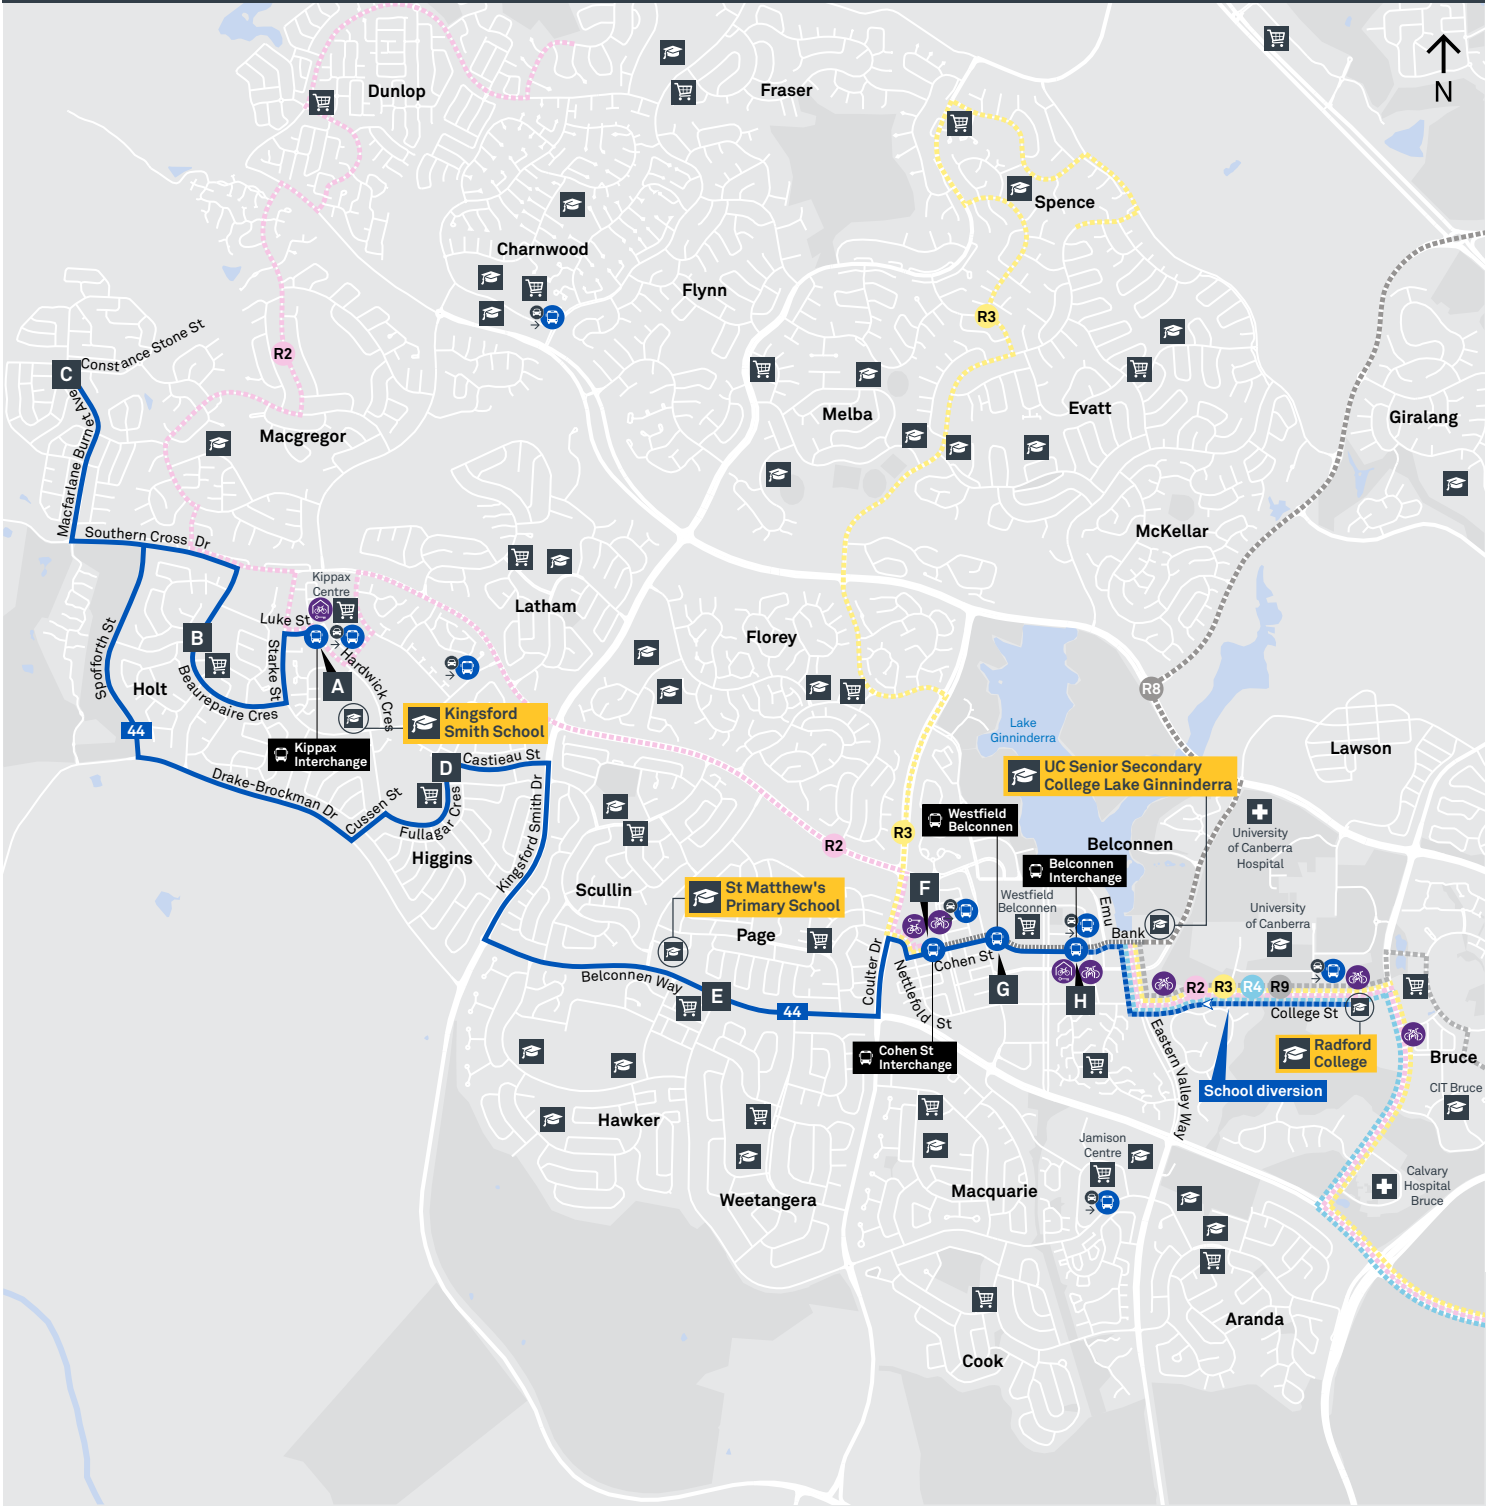 N
Dunlop
Fraser
Spence
Charnwood
Flynn
R3
Constance Stone St
R2
C
Macfarlane Burnet Ave
Melba
Evatt
Giralang
Macgregor
McKellar
Southern Cross Dr
Kippax
Centre
Latham
Luke St
Florey
B
Spofforth St
Starke St
Hardwick Cres
A
Holt
Beaurepaire Cres
R8
Kingsford
Smith School
Lake
Ginninderra
44
Kippax
Interchange
Lawson
D
Castieau St
UC Senior Secondary
College Lake Ginninderra
Drake-Brockman Dr
Cussen St
Fullagar Cres
Kingsford Smith Dr
Westfield
Belconnen
R3
R2
University
of Canberra
Hospital
Belconnen
Higgins
Belconnen
Interchange
Scullin
St Matthew's
Primary School
F
Westfield
Belconnen
Emu
Bank
University
of Canberra
Page
Coulter Dr
Nettlefold St
Cohen St
Belconnen Way
E
G
H
R2
R3
R4
R9
44
College St
Eastern Valley Way
Cohen St
Interchange
Radford
College
Bruce
School diversion
CIT Bruce
Hawker
Jamison
Centre
Calvary
Hospital
Bruce
Weetangera
Macquarie
Aranda
Cook